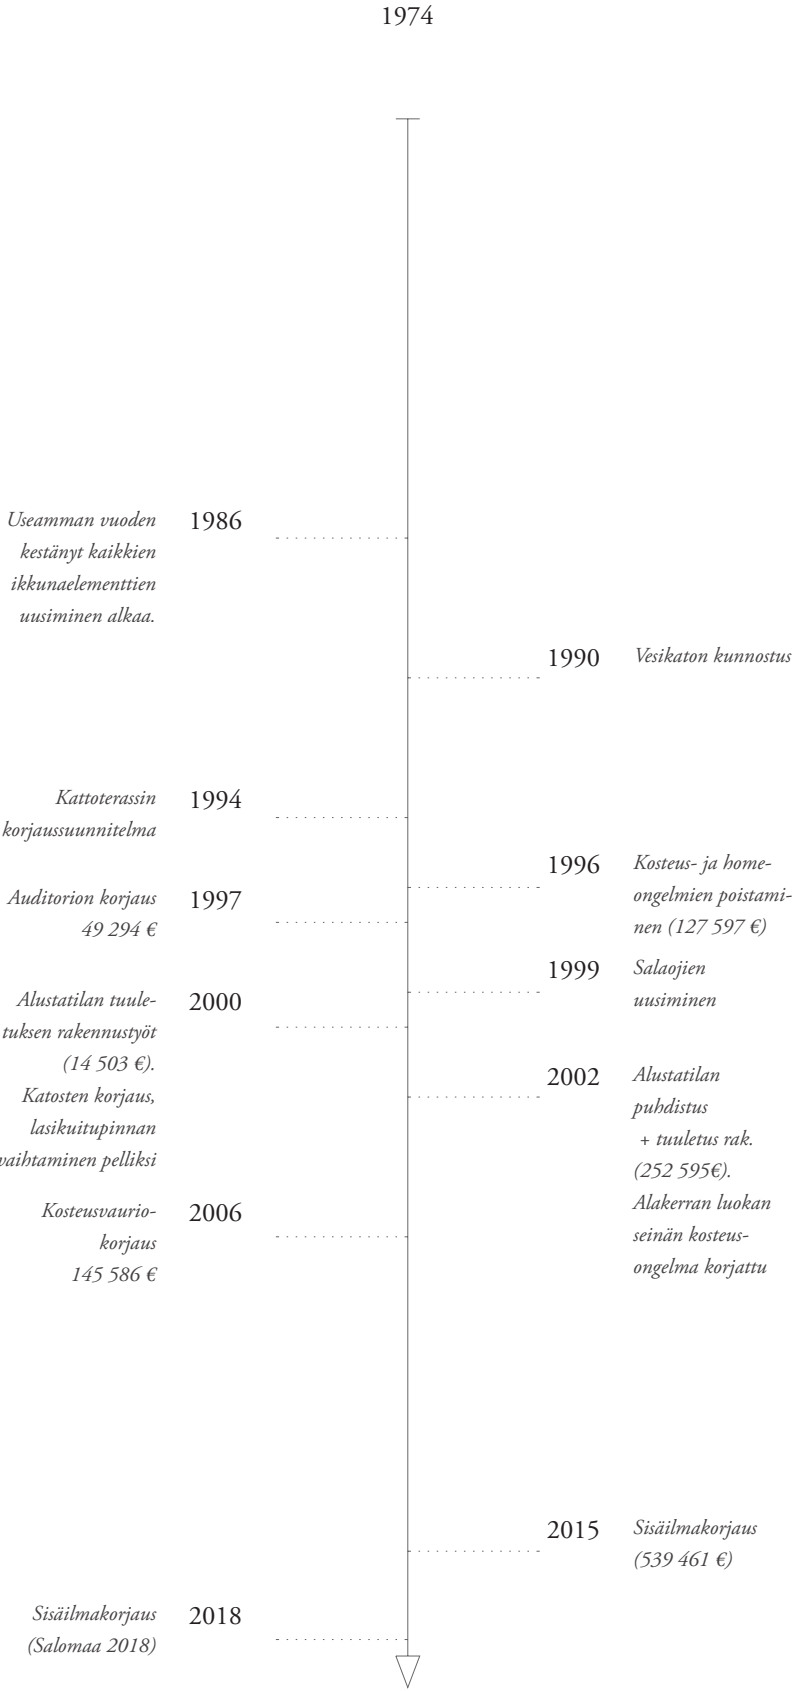 1974
Useamman vuoden
kestänyt kaikkien
ikkunaelementtien
uusiminen alkaa.
1986
1990
Vesikaton kunnostus
Kattoterassin
korjaussuunnitelma
1994
1996
Kosteus- ja home-
ongelmien poistami-
nen (127 597 €)
Auditorion korjaus
49 294 €
1997
1999
Salaojien
uusiminen
Alustatilan tuule-
tuksen rakennustyöt
(14 503 €).
Katosten korjaus,
lasikuitupinnan
vaihtaminen pelliksi
2000
2002
Alustatilan
puhdistus
+ tuuletus rak.
(252 595€).
Alakerran luokan
seinän kosteus-
ongelma korjattu
Kosteusvaurio-
korjaus
145 586 €
2006
2015
Sisäilmakorjaus
(539 461 €)
Sisäilmakorjaus
(Salomaa 2018)
2018